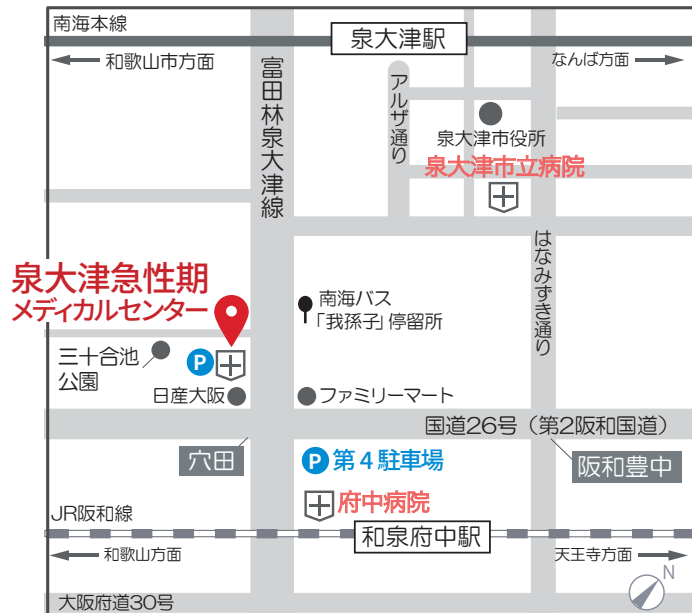 南海本線
泉大津駅
和歌山市方面
なんば方面
富田林泉大津線
アルザ通り
泉大津市役所
泉大津市立病院
はなみずき通り
泉大津急性期
メディカルセンター
南海バス
「我孫子」停留所
三十合池
公園
P
日産大阪
ファミリーマート
国道26号（第2阪和国道）
穴田
阪和豊中
P 第4駐車場
府中病院
JR阪和線
和泉府中駅
和歌山方面
天王寺方面
大阪府道30号
N